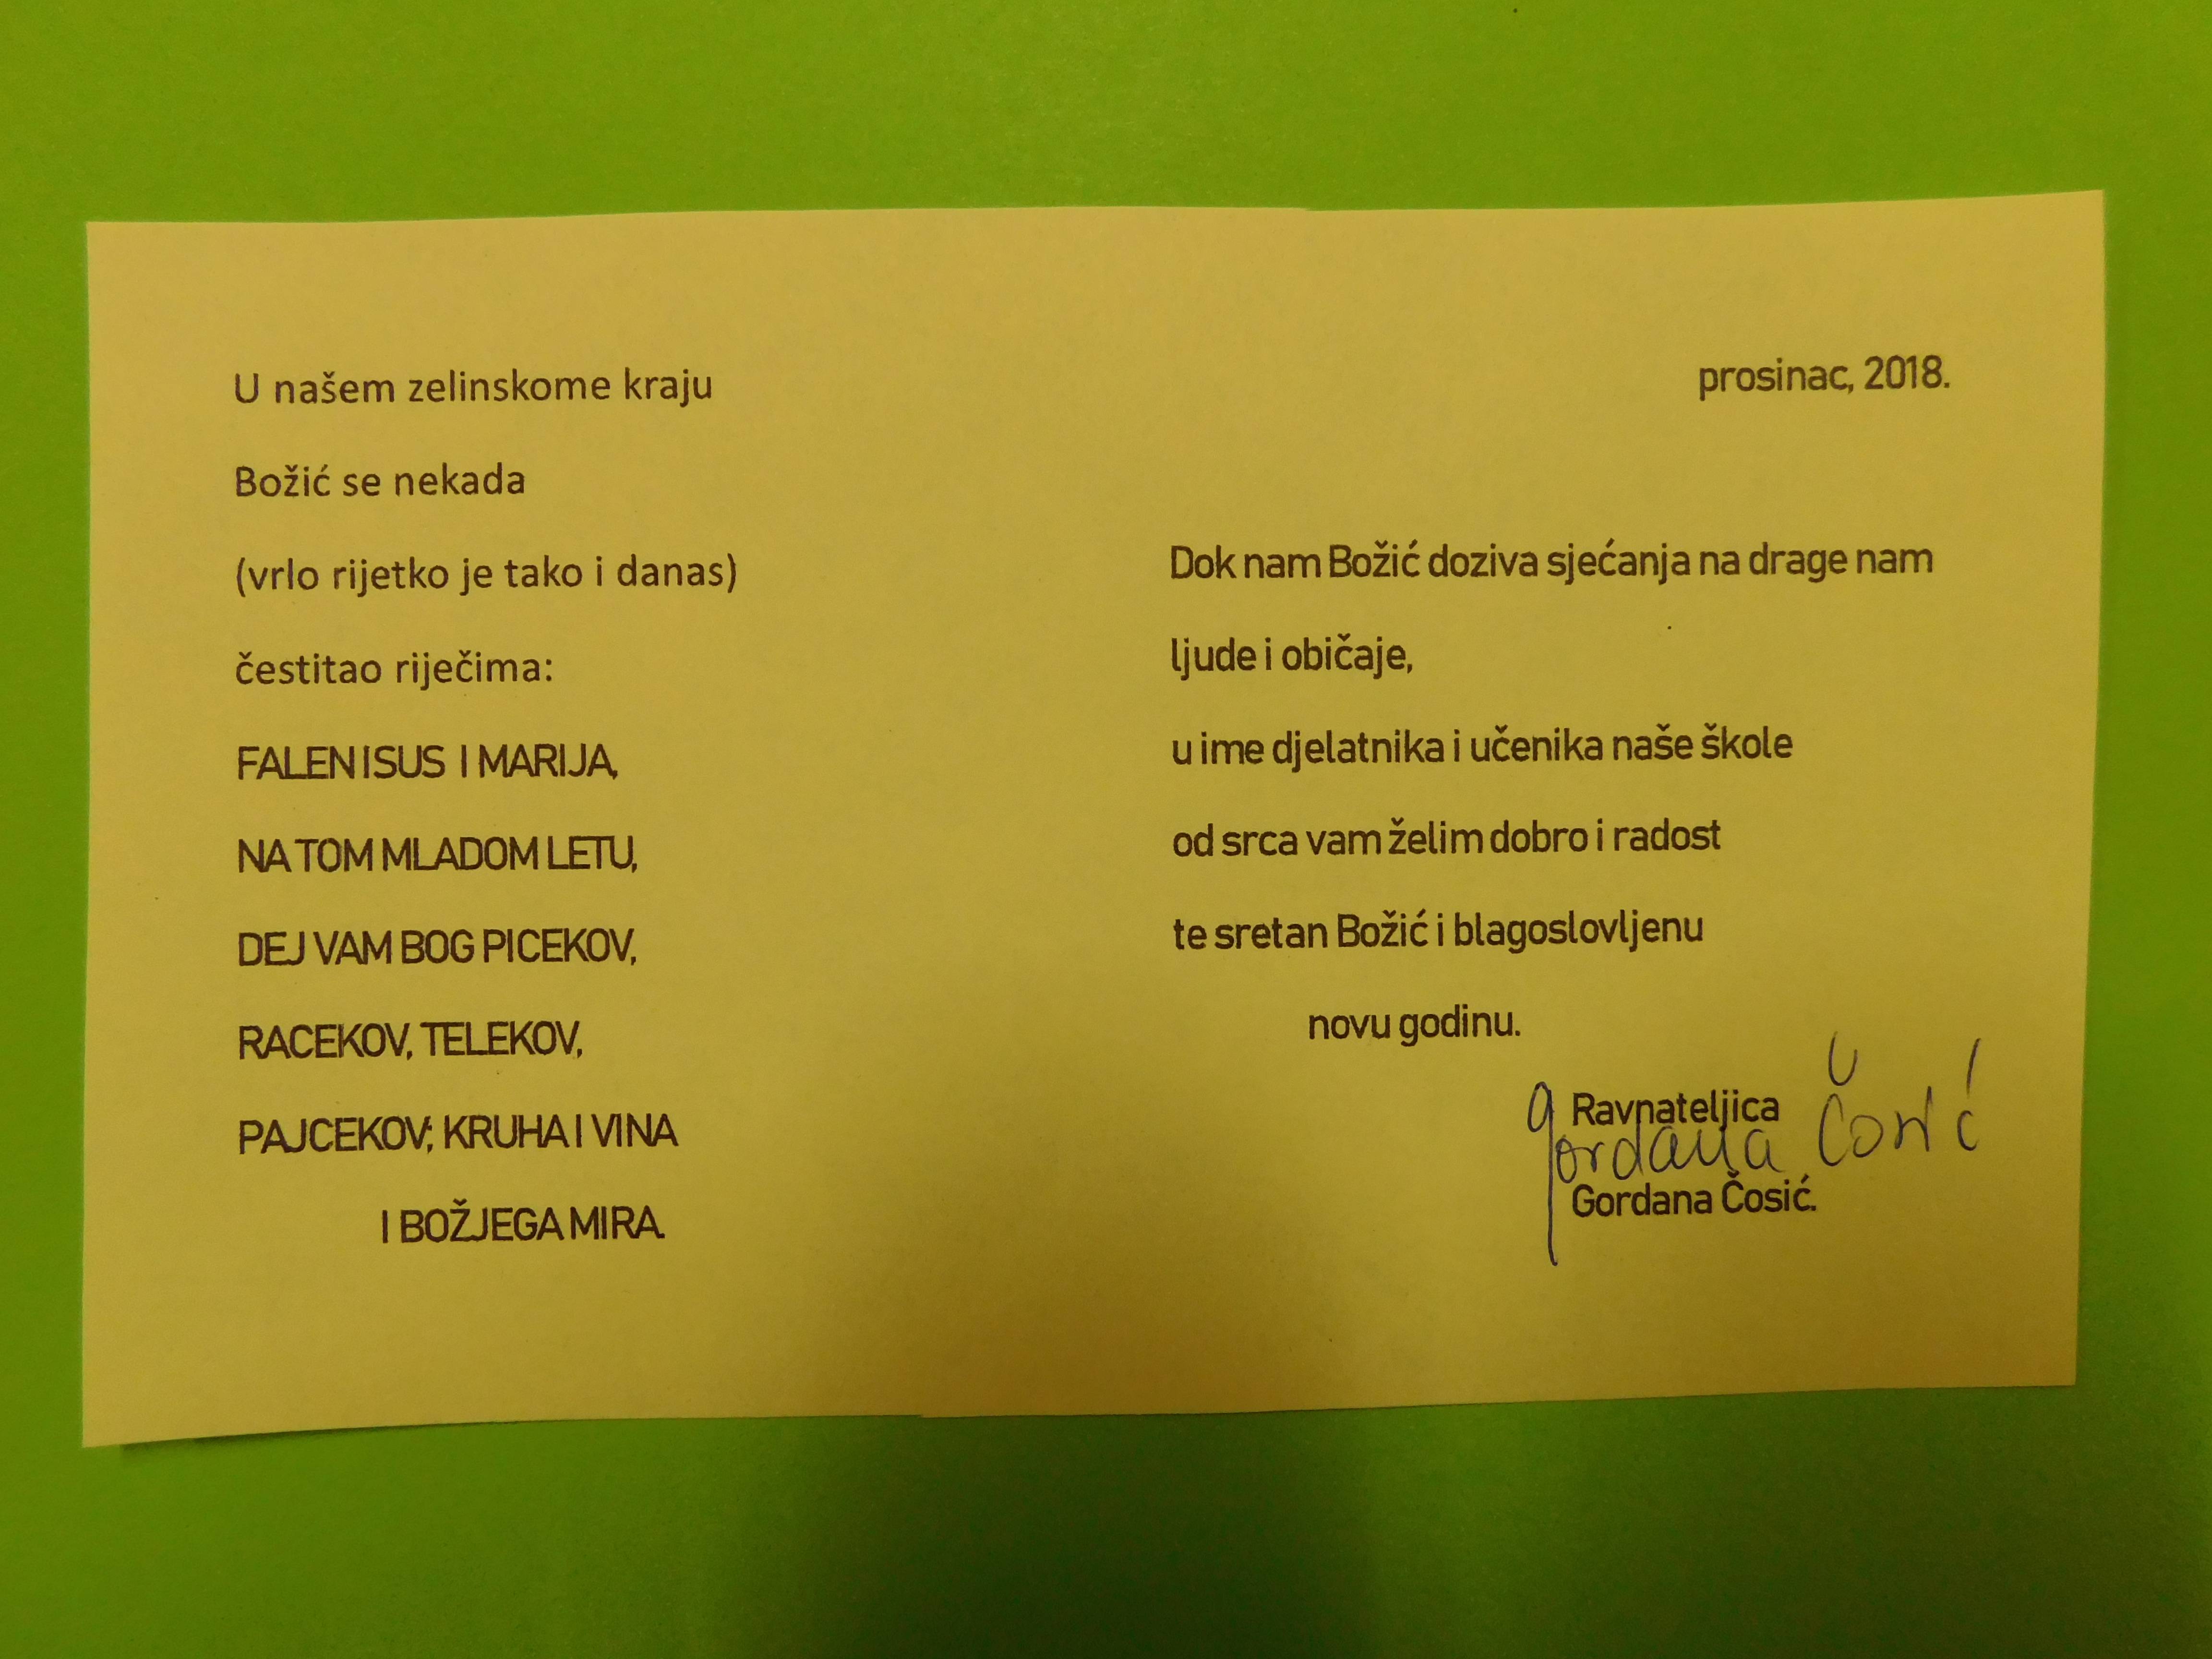 U našem zelinskome kraju
Božić se nekada
(vrlo rijetko je tako i danas)
čestitao riječima:
FALEN ISUS I MARIJA,
NA TOM MLADOM LETU,
DEJ VAM BOG PICEKOV,
RACEKOV, TELEKOV,
PAJCEKOV; KRUHA I VINA
I BOŽJEGA MIRA.
prosinac, 2018.
Dok nam Božić doziva sjećanja na drage nam
ljude i običaje,
u ime djelatnika i učenika naše škole
od srca vam želim dobro i radost
te sretan Božić i blagoslovljenu
novu godinu.
Ravnateljica
Gordana Čosić
Gordana Čosić.